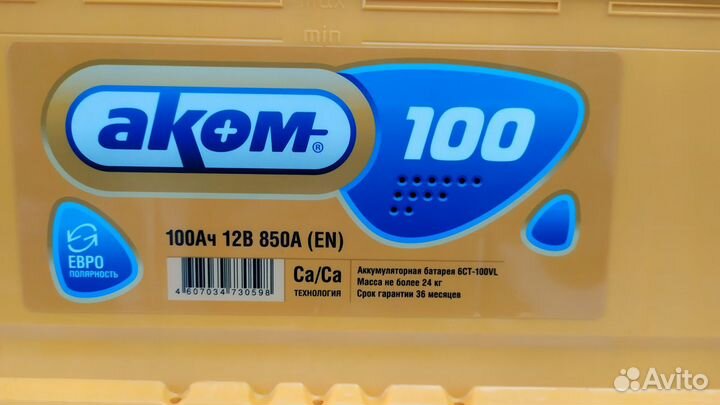 max
min
аком®
100
100Ач 12В 850А (EN)
ЕВРО
ПОЛЯРНОСТЬ
4 607034 730598
Ca/Ca
ТЕХНОЛОГИЯ
Аккумуляторная батарея 6СТ-100VL
Масса не более 24 кг
Срок гарантии 36 месяцев
Avito